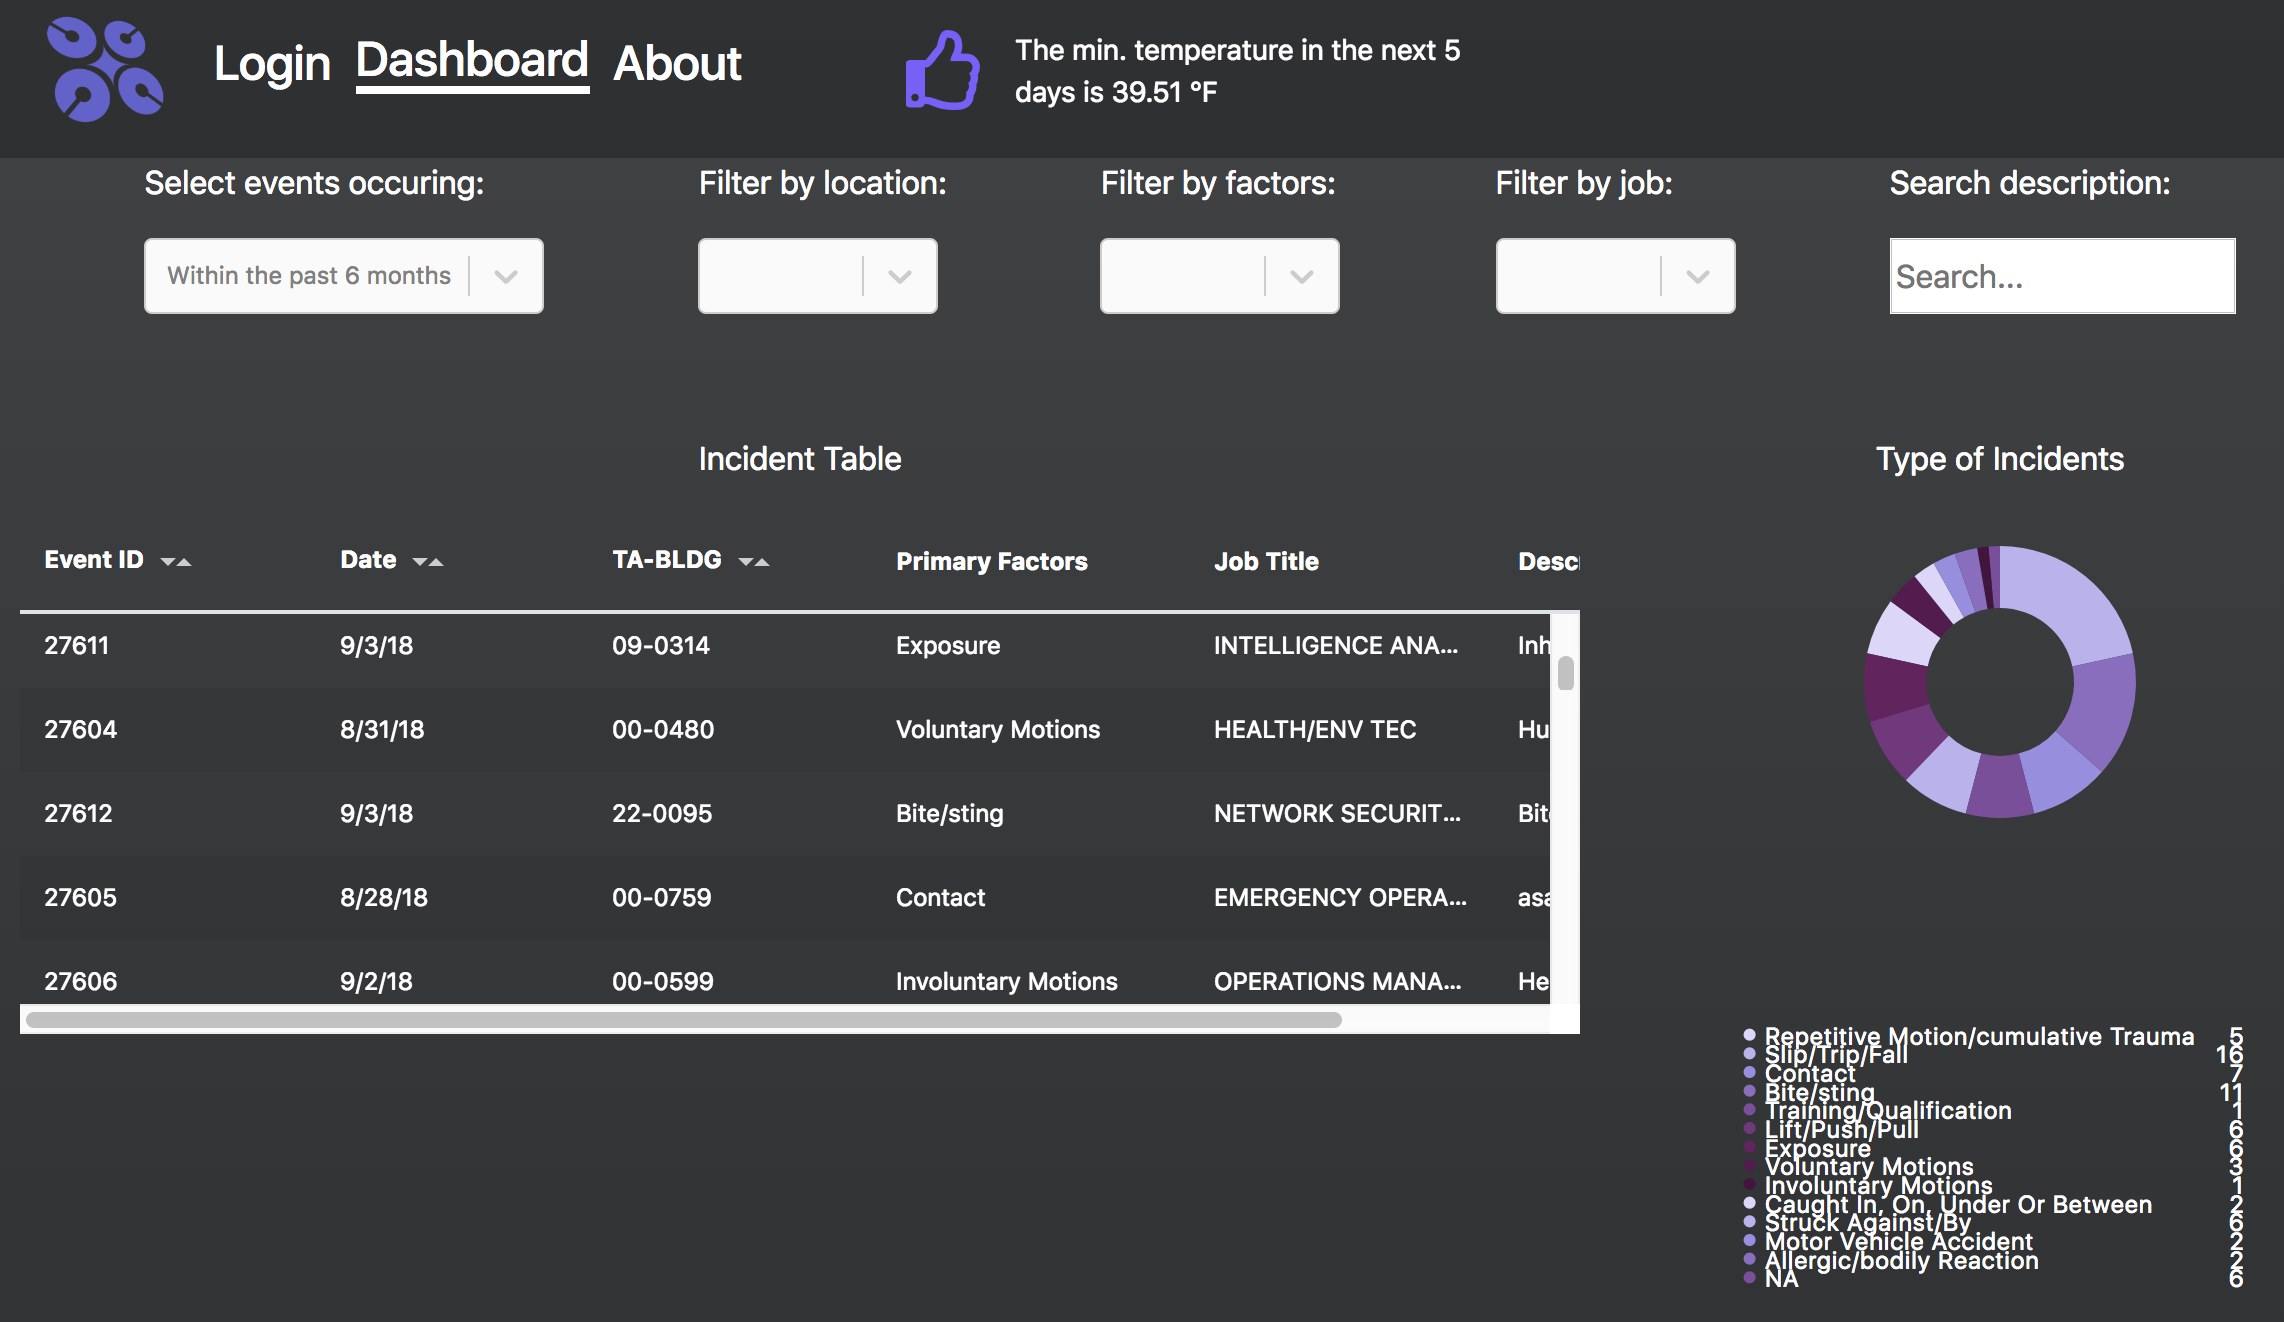 Login Dashboard About
The min. temperature in the next 5
days is 39.51 °F
Select events occuring:
Filter by location:
Filter by factors:
Filter by job:
Search description:
Within the past 6 months
Search...
Incident Table
Type of Incidents
Event ID Date TA-BLDG Primary Factors Job Title Desc
27611 9/3/18 09-0314 Exposure INTELLIGENCE ANA... Inh
27604 8/31/18 00-0480 Voluntary Motions HEALTH/ENV TEC Hu
27612 9/3/18 22-0095 Bite/sting NETWORK SECURIT... Bit
27605 8/28/18 00-0759 Contact EMERGENCY OPERA... asa
27606 9/2/18 00-0599 Involuntary Motions OPERATIONS MANA... He
Repetitive Motion/cumulative Trauma 5
Slip/Trip/Fall 16
Contact 7
Bite/sting 11
Training/Qualification 1
Lift/Push/Pull 6
Exposure 6
Voluntary Motions 3
Involuntary Motions 1
Caught In, On, Under Or Between 2
Struck Against/By 6
Motor Vehicle Accident 2
Allergic/bodily Reaction 2
NA 6